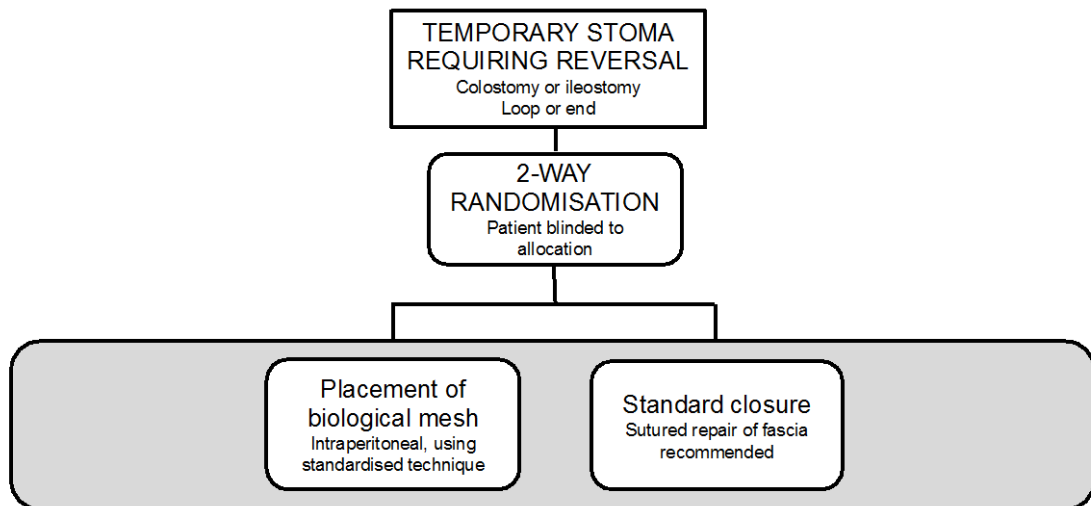 TEMPORARY STOMA
REQUIRING REVERSAL
Colostomy or ileostomy
Loop or end
2-WAY
RANDOMISATION
Patient blinded to
allocation
Placement of
biological mesh
Intraperitoneal, using
standardised technique
Standard closure
Sutured repair of fascia
recommended